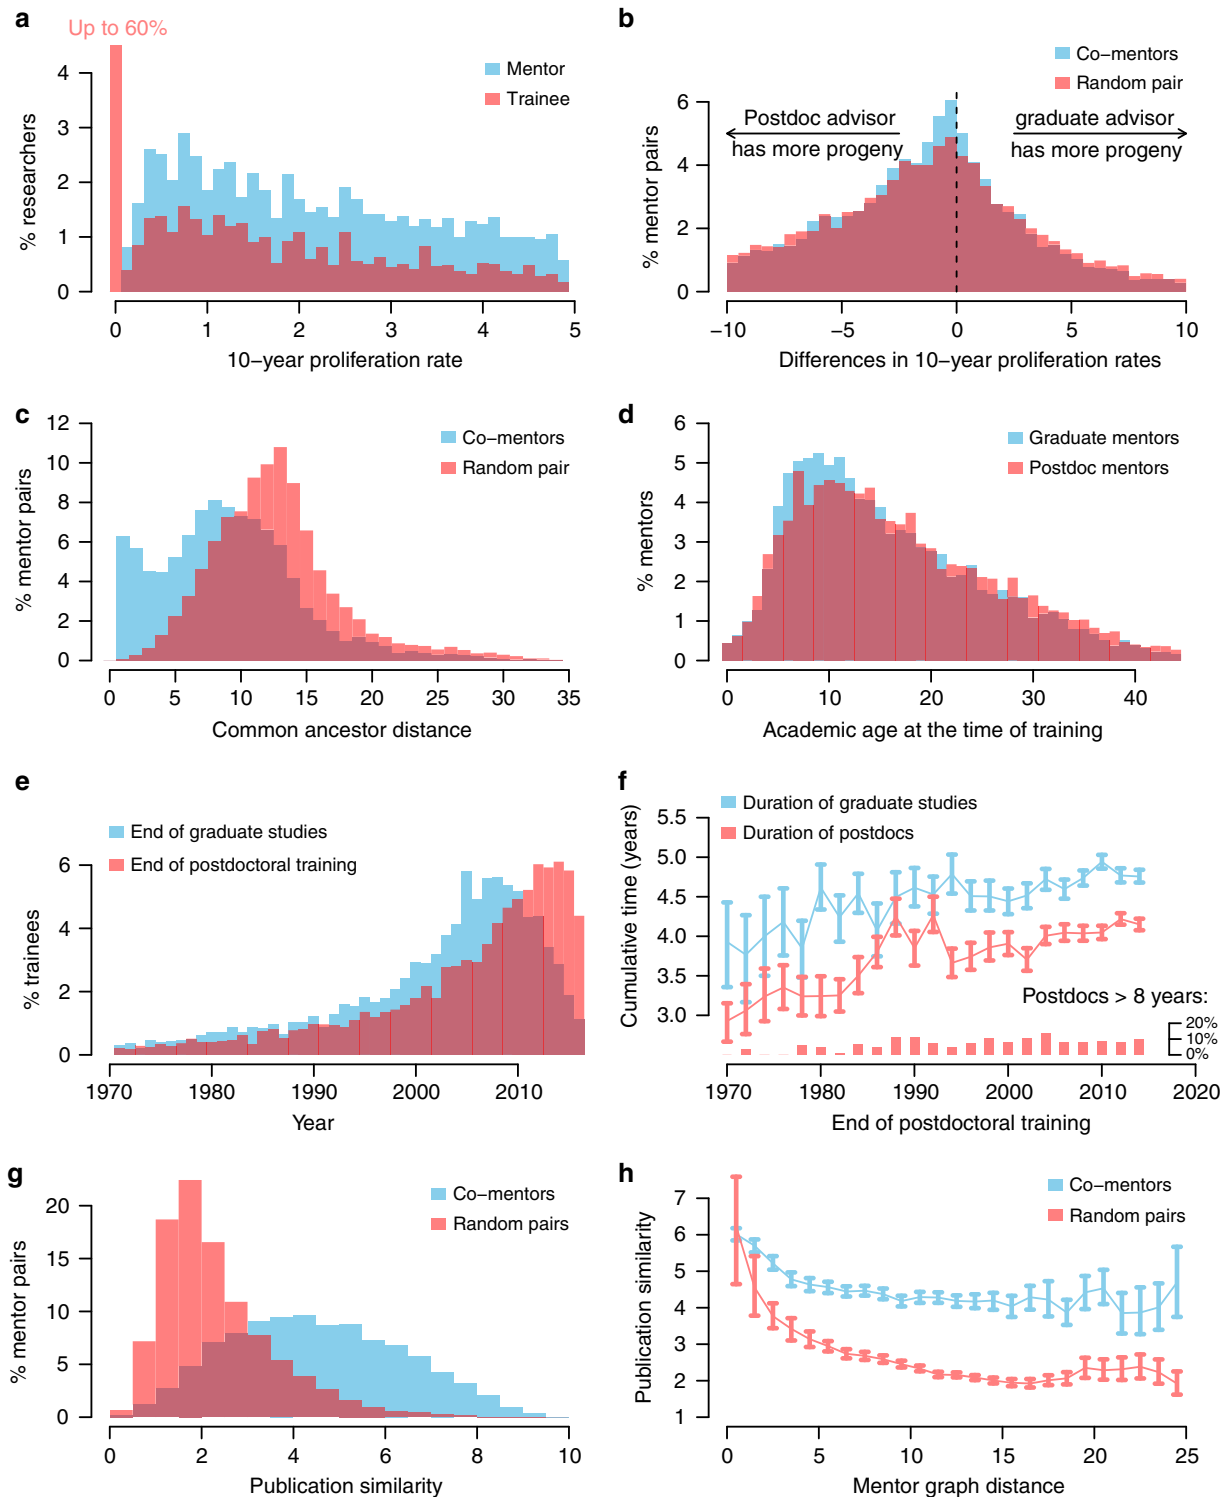 a
Up to 60%
Mentor
Trainee
4
3
2
1
0
% researchers
0 1 2 3 4 5
10−year proliferation rate
b
Co−mentors
Random pair
Postdoc advisor
has more progeny
graduate advisor
has more progeny
6
4
2
0
% mentor pairs
−10 −5 0 5 10
Differences in 10−year proliferation rates
c
Co−mentors
Random pair
12
10
8
6
4
2
0
% mentor pairs
0 5 10 15 20 25 30 35
Common ancestor distance
d
Graduate mentors
Postdoc mentors
6
5
4
3
2
1
0
% mentors
0 10 20 30 40
Academic age at the time of training
e
End of graduate studies
End of postdoctoral training
6
4
2
0
% trainees
1970 1980 1990 2000 2010
Year
f
Duration of graduate studies
Duration of postdocs
5.5
5.0
4.5
4.0
3.5
3.0
Cumulative time (years)
Postdocs > 8 years:
20%
10%
0%
1970 1980 1990 2000 2010 2020
End of postdoctoral training
g
Co−mentors
Random pairs
20
15
10
5
0
% mentor pairs
0 2 4 6 8 10
Publication similarity
h
Co−mentors
Random pairs
7
6
5
4
3
2
1
Publication similarity
0 5 10 15 20 25
Mentor graph distance